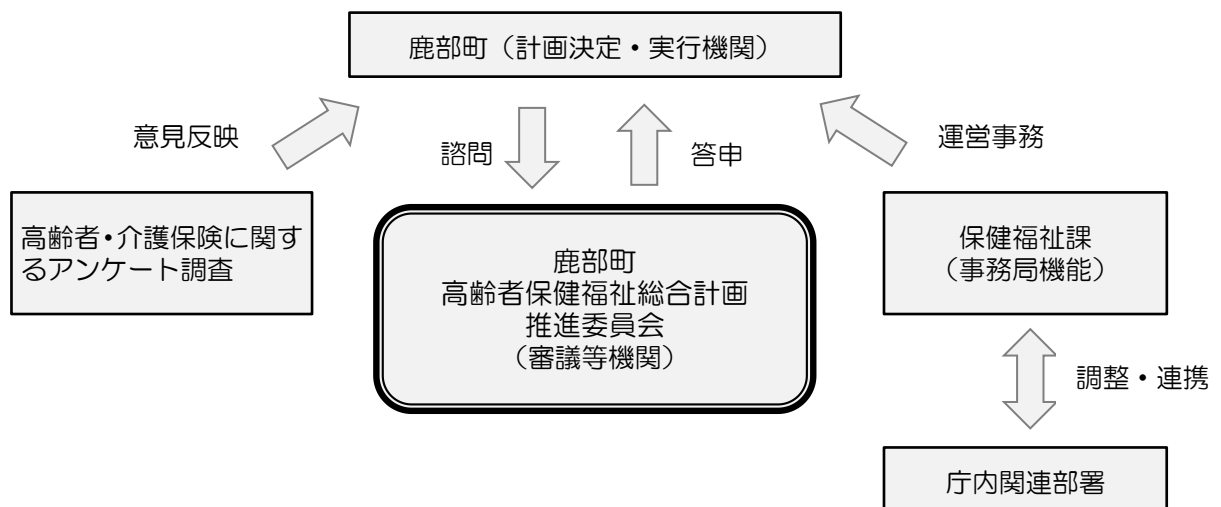 鹿部町（計画決定・実行機関）
意見反映
諮問
答申
運営事務
高齢者・介護保険に関す
るアンケート調査
鹿部町
高齢者保健福祉総合計画
推進委員会
（審議等機関）
保健福祉課
（事務局機能）
調整・連携
庁内関連部署